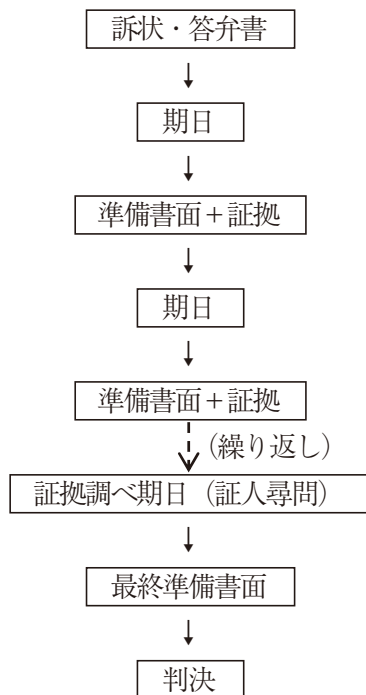 訴状・答弁書
期日
準備書面+証拠
期日
準備書面+証拠
(繰り返し)
証拠調べ期日(証人尋問)
最終準備書面
判決